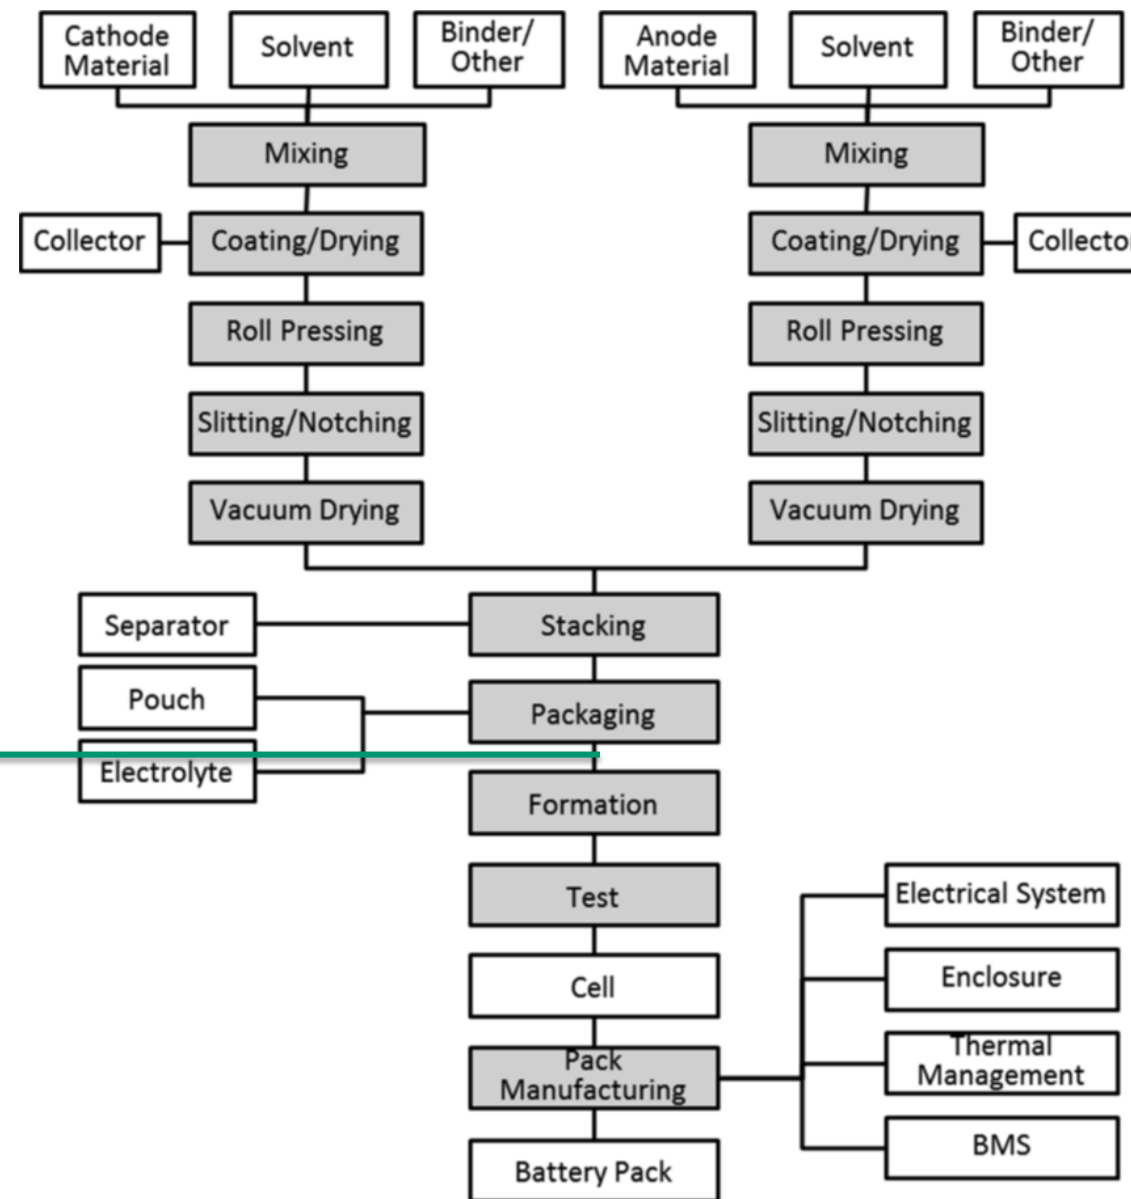 Cathode
Material
Solvent
Binder/
Other
Anode
Material
Solvent
Binder/
Other
Mixing
Mixing
Collector
Coating/Drying
Coating/Drying
Collector
Roll Pressing
Roll Pressing
Slitting/Notching
Slitting/Notching
Vacuum Drying
Vacuum Drying
Separator
Stacking
Pouch
Packaging
Electrolyte
Formation
Test
Electrical System
Enclosure
Cell
Thermal
Management
Pack
Manufacturing
BMS
Battery Pack